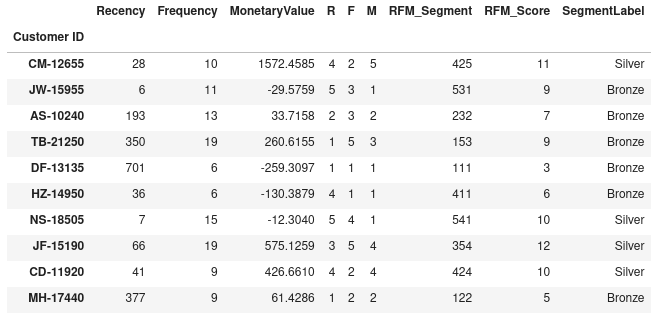 Recency Frequency MonetaryValue R F M RFM_Segment RFM_Score SegmentLabel
Customer ID
CM-12655 28 10 1572.4585 4 2 5 425 11 Silver
JW-15955 6 11 -29.5759 5 3 1 531 9 Bronze
AS-10240 193 13 33.7158 2 3 2 232 7 Bronze
TB-21250 350 19 260.6155 1 5 3 153 9 Bronze
DF-13135 701 6 -259.3097 1 1 1 111 3 Bronze
HZ-14950 36 6 -130.3879 4 1 1 411 6 Bronze
NS-18505 7 15 -12.3040 5 4 1 541 10 Silver
JF-15190 66 19 575.1259 3 5 4 354 12 Silver
CD-11920 41 9 426.6610 4 2 4 424 10 Silver
MH-17440 377 9 61.4286 1 2 2 122 5 Bronze